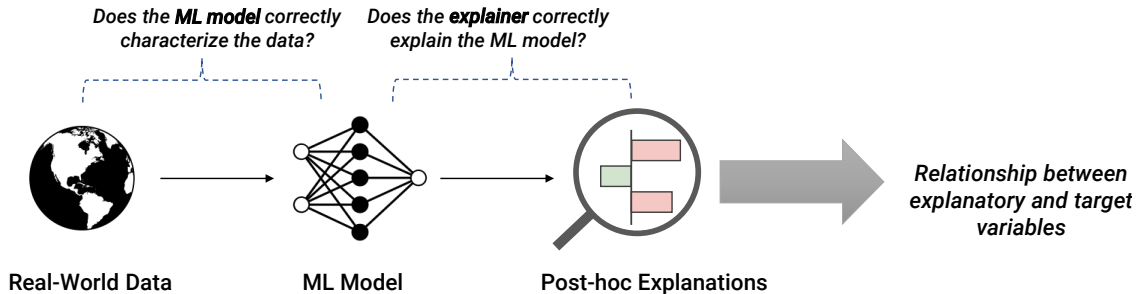 Does the ML model correctly
characterize the data?
Does the explainer correctly
explain the ML model?
Relationship between
explanatory and target
variables
Real-World Data
ML Model
Post-hoc Explanations